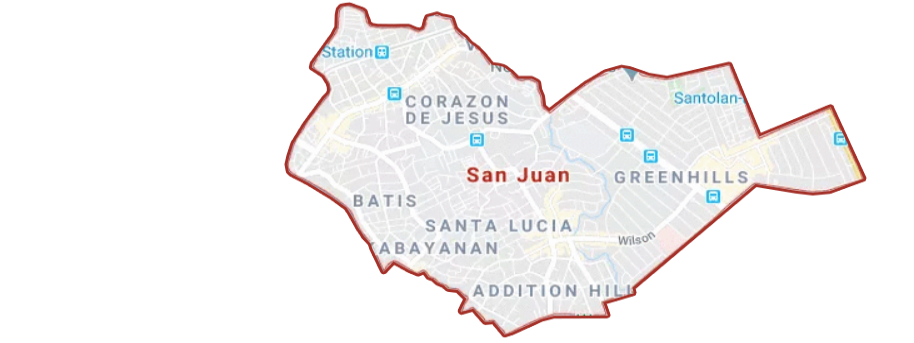 Station
CORAZON
DE JESUS
Santolan-
San Juan
GREENHILLS
BATIS
SANTA LUCIA
Wilson
KABAYANAN
ADDITION HILL